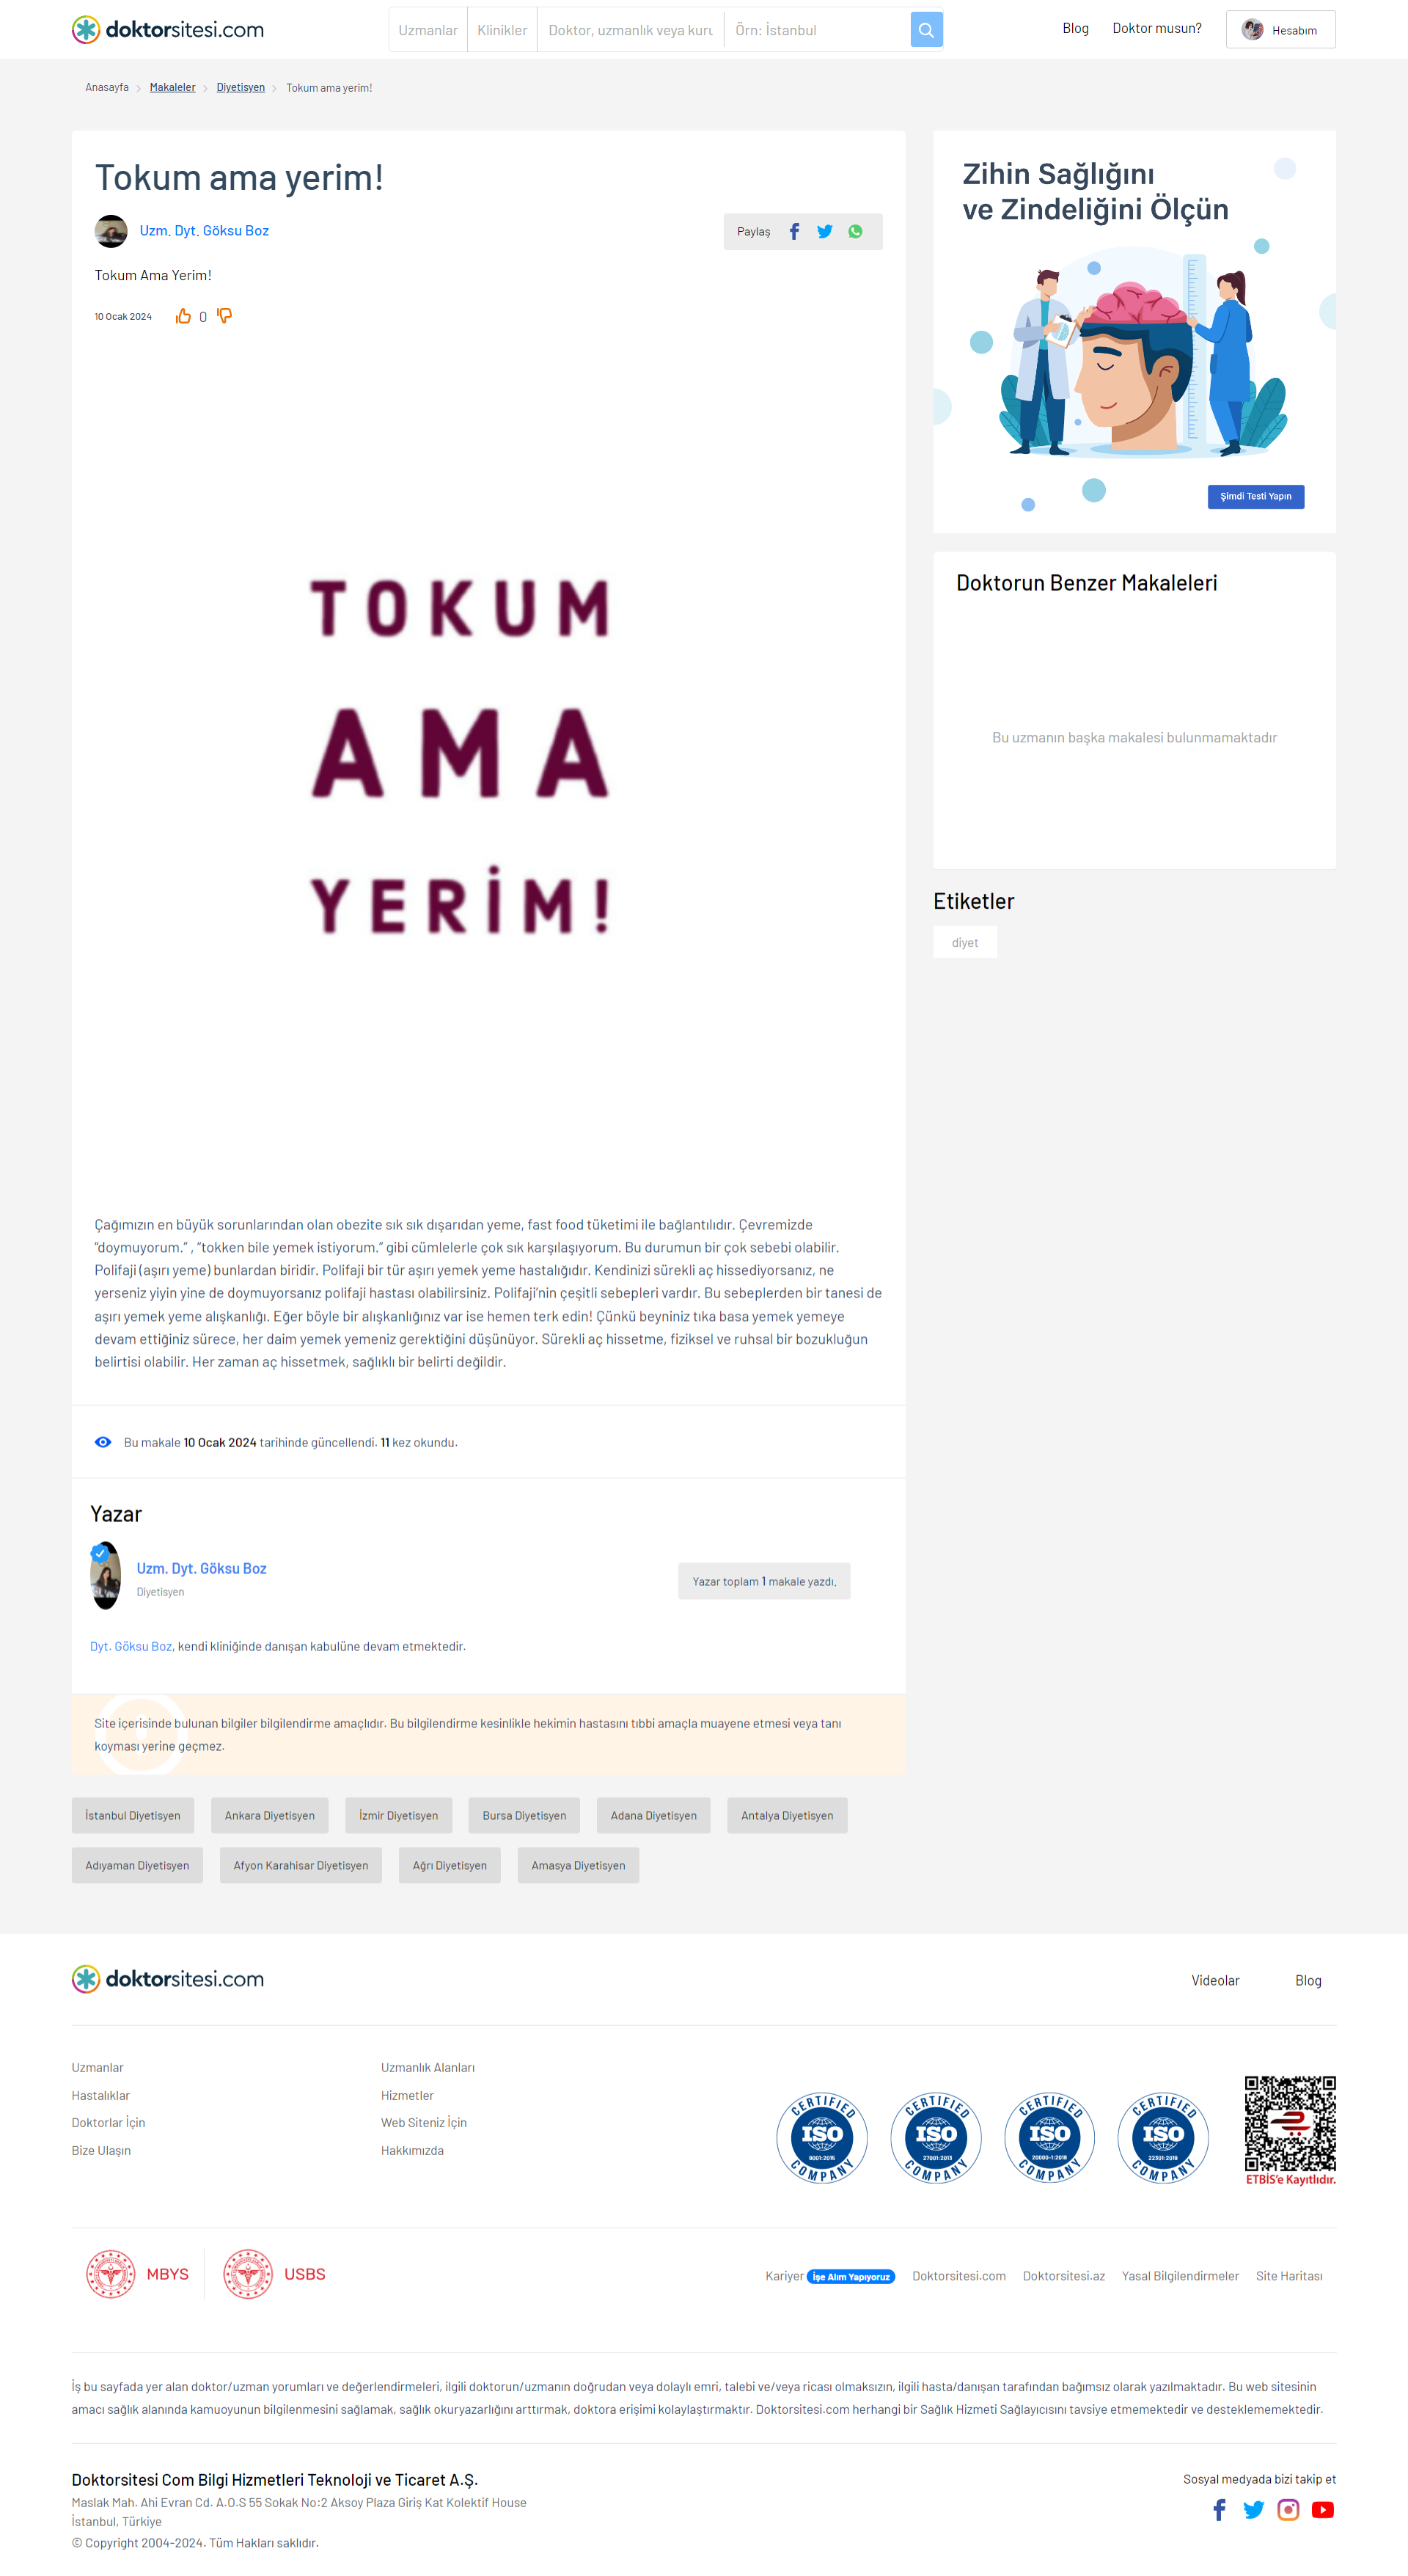 doktorsitesi.com
Uzmanlar
Klinikler
Doktor, uzmanlık veya kuru
Örn: İstanbul
Blog
Doktor musun?
Hesabım
Anasayfa
Makaleler
Diyetisyen
Tokum ama yerim!
Tokum ama yerim!
Uzm. Dyt. Göksu Boz
Paylaş
Tokum Ama Yerim!
10 Ocak 2024
0
TOKUM
AMA
YERİM!
Çağımızın en büyük sorunlarından olan obezite sık sık dışarıdan yeme, fast food tüketimi ile bağlantılıdır. Çevremizde
“doymuyorum.” , “tokken bile yemek istiyorum.” gibi cümlelerle çok sık karşılaşıyorum. Bu durumun bir çok sebebi olabilir.
Polifaji (aşırı yeme) bunlardan biridir. Polifaji bir tür aşırı yemek yeme hastalığıdır. Kendinizi sürekli aç hissediyorsanız, ne
yerseniz yiyin yine de doymuyorsanız polifaji hastası olabilirsiniz. Polifaji’nin çeşitli sebepleri vardır. Bu sebeplerden bir tanesi de
aşırı yemek yeme alışkanlığı. Eğer böyle bir alışkanlığınız var ise hemen terk edin! Çünkü beyniniz tıka basa yemek yemeye
devam ettiğiniz sürece, her daim yemek yemeniz gerektiğini düşünüyor. Sürekli aç hissetme, fiziksel ve ruhsal bir bozukluğun
belirtisi olabilir. Her zaman aç hissetmek, sağlıklı bir belirti değildir.
Bu makale 10 Ocak 2024 tarihinde güncellendi. 11 kez okundu.
Yazar
Uzm. Dyt. Göksu Boz
Diyetisyen
Yazar toplam 1 makale yazdı.
Dyt. Göksu Boz, kendi kliniğinde danışan kabulüne devam etmektedir.
Site içerisinde bulunan bilgiler bilgilendirme amaçlıdır. Bu bilgilendirme kesinlikle hekimin hastasını tıbbi amaçla muayene etmesi veya tanı
koyması yerine geçmez.
İstanbul Diyetisyen
Ankara Diyetisyen
İzmir Diyetisyen
Bursa Diyetisyen
Adana Diyetisyen
Antalya Diyetisyen
Adıyaman Diyetisyen
Afyon Karahisar Diyetisyen
Ağrı Diyetisyen
Amasya Diyetisyen
Zihin Sağlığını
ve Zindeliğini Ölçün
Şimdi Testi Yapın
Doktorun Benzer Makaleleri
Bu uzmanın başka makalesi bulunmamaktadır
Etiketler
diyet
doktorsitesi.com
Videolar
Blog
Uzmanlar
Hastalıklar
Doktorlar İçin
Bize Ulaşın
Uzmanlık Alanları
Hizmetler
Web Siteniz İçin
Hakkımızda
CERTIFIED
ISO
9001:2015
COMPANY
CERTIFIED
ISO
27001:2013
COMPANY
CERTIFIED
ISO
20000-1:2018
COMPANY
CERTIFIED
ISO
22301:2019
COMPANY
ETBİS’e Kayıtlıdır.
MBYS
USBS
Kariyer
İşe Alım Yapıyoruz
Doktorsitesi.com
Doktorsitesi.az
Yasal Bilgilendirmeler
Site Haritası
İş bu sayfada yer alan doktor/uzman yorumları ve değerlendirmeleri, ilgili doktorun/uzmanın doğrudan veya dolaylı emri, talebi ve/veya ricası olmaksızın, ilgili hasta/danışan tarafından bağımsız olarak yazılmaktadır. Bu web sitesinin
amacı sağlık alanında kamuoyunun bilgilenmesini sağlamak, sağlık okuryazarlığını arttırmak, doktora erişimi kolaylaştırmaktır. Doktorsitesi.com herhangi bir Sağlık Hizmeti Sağlayıcısını tavsiye etmemektedir ve desteklememektedir.
Doktorsitesi Com Bilgi Hizmetleri Teknoloji ve Ticaret A.Ş.
Maslak Mah. Ahi Evran Cd. A.O.S 55 Sokak No:2 Aksoy Plaza Giriş Kat Kolektif House
İstanbul, Türkiye
© Copyright 2004-2024. Tüm Hakları saklıdır.
Sosyal medyada bizi takip et